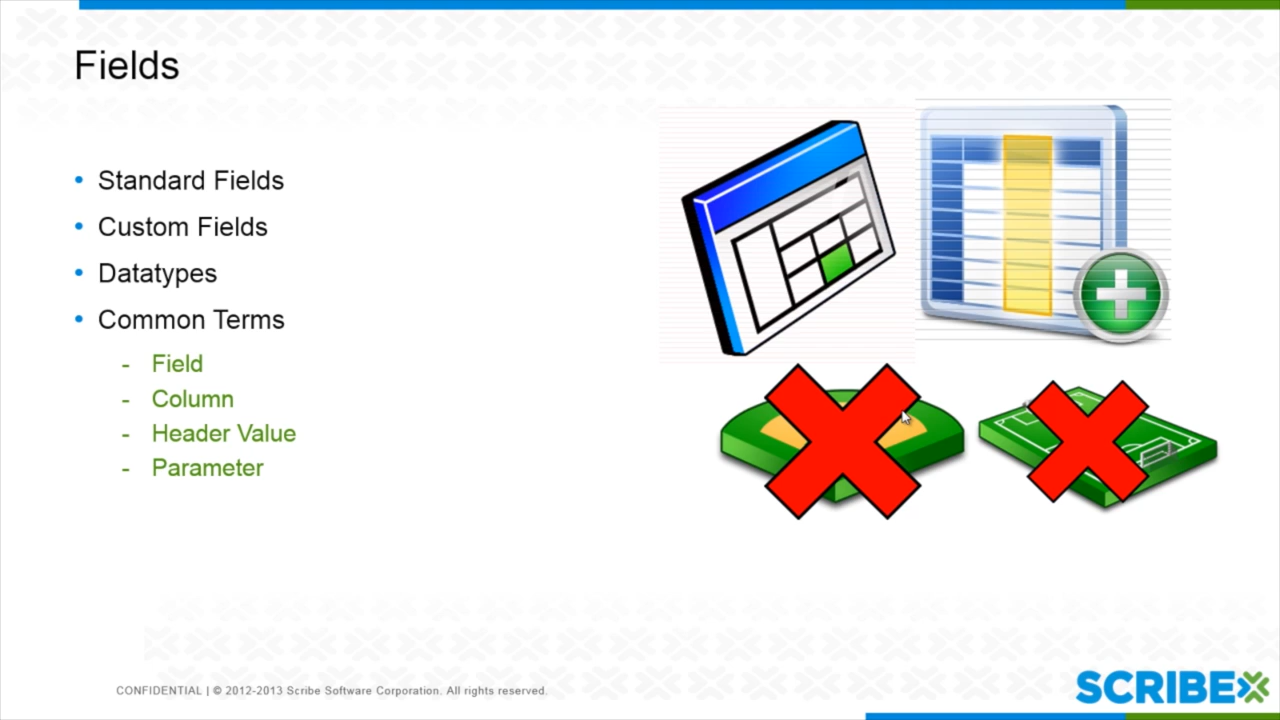 Fields
• Standard Fields
• Custom Fields
• Datatypes
• Common Terms
- Field
- Column
- Header Value
- Parameter
CONFIDENTIAL | © 2012-2013 Scribe Software Corporation. All rights reserved.
SCRIBE